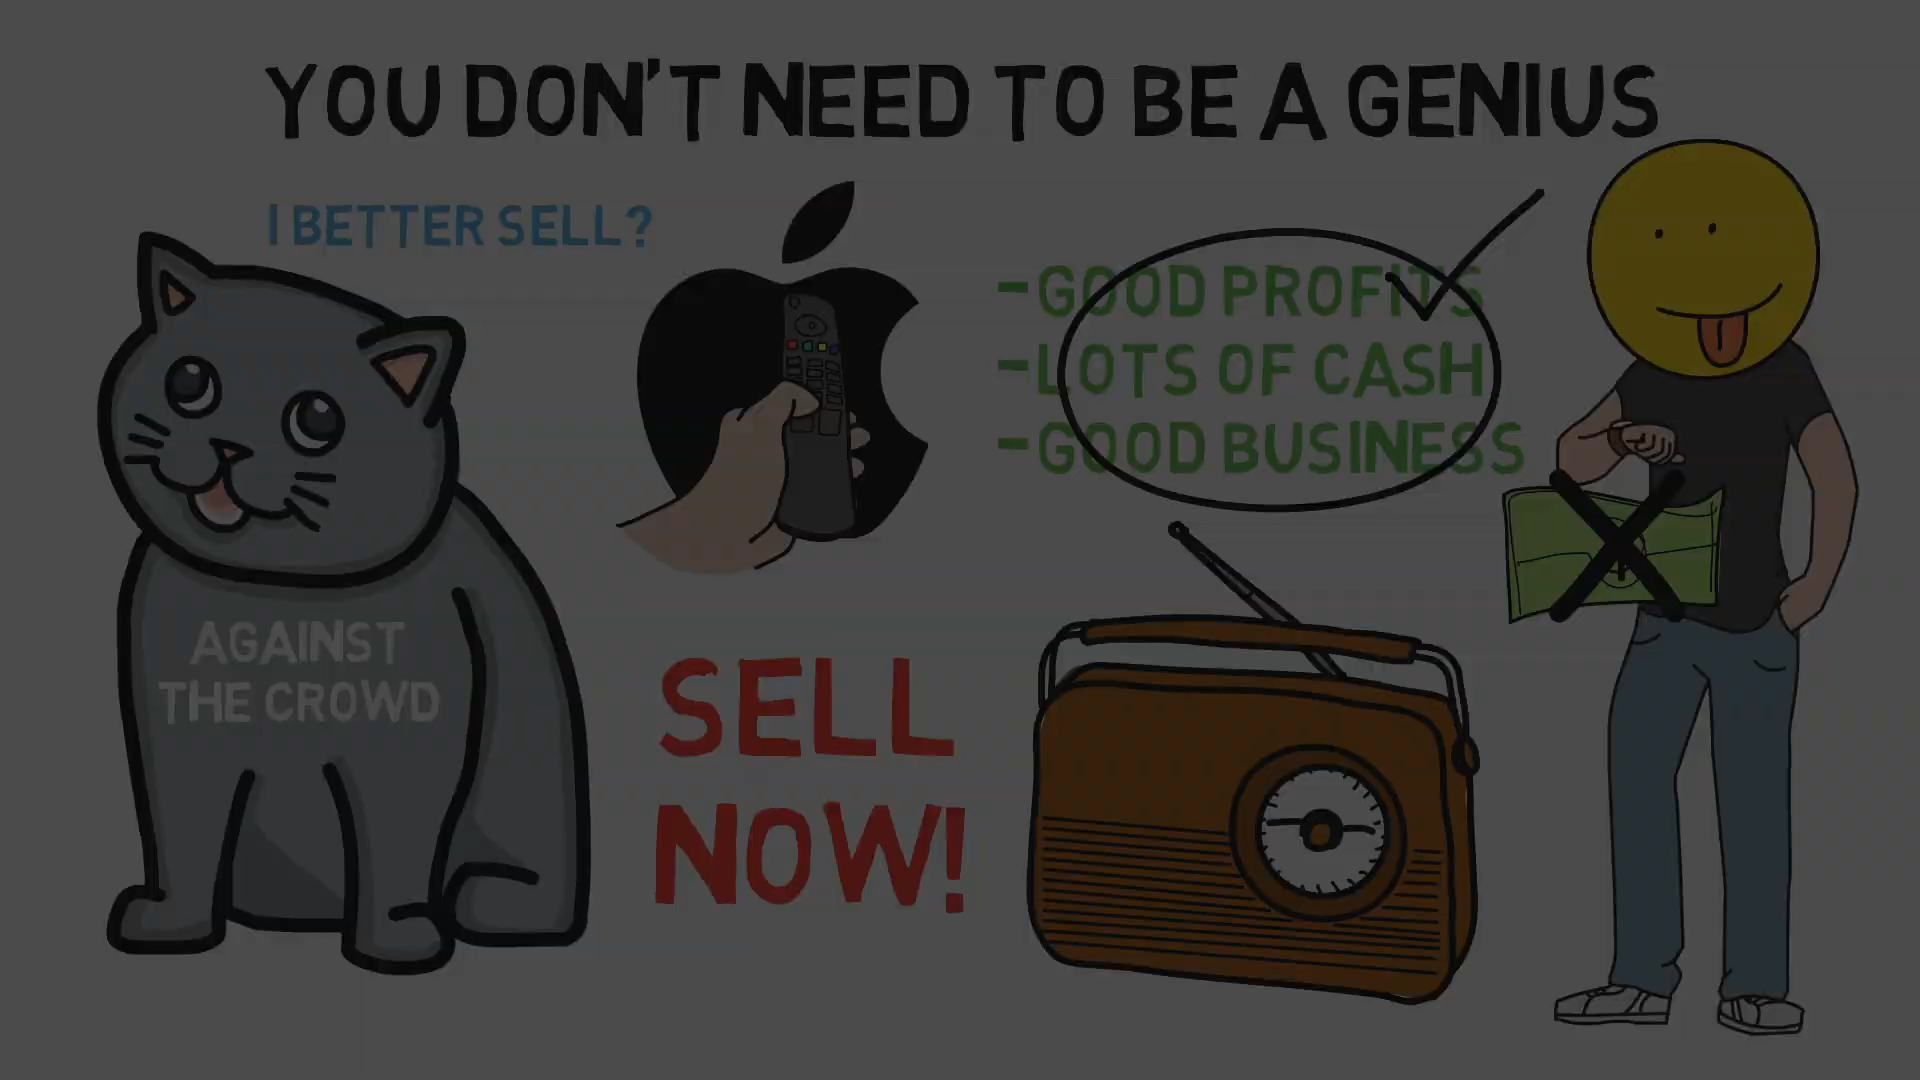 YOU DON'T NEED TO BE A GENIUS
I BETTER SELL?
-GOOD PROFITS
-LOTS OF CASH
-GOOD BUSINESS
AGAINST
THE CROWD
SELL
NOW!